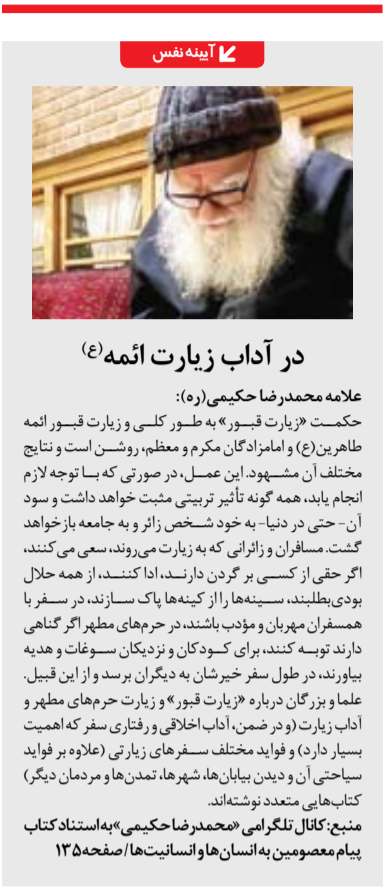 آیینه نفس
در آداب زیارت ائمه(ع)
علامه محمدرضا حکیمی(ره):
حکمت «زیارت قبور» به طور کلی و زیارت قبور ائمه
طاهرین(ع) و امامزادگان مکرم و معظم، روشن است و نتایج
مختلف آن مشهود. این عمل، در صورتی که با توجه لازم
انجام یابد، همه گونه تأثیر تربیتی مثبت خواهد داشت و سود
آن- حتی در دنیا- به خود شخص زائر و به جامعه باز خواهد
گشت. مسافران و زائرانی که به زیارت می‌روند، سعی می‌کنند،
اگر حقی از کسی بر گردن دارند، ادا کنند، از همه حلال
بودی بطلبند، سینه‌ها را از کینه‌ها پاک سازند، در سفر با
همسفران مهربان و مؤدب باشند، در حرم‌های مطهر اگر گناهی
دارند توبه کنند، برای کودکان و نزدیکان سوغات و هدیه
بیاورند، در طول سفر خیرشان به دیگران برسد و از این قبیل.
علما و بزرگان درباره «زیارت قبور» و زیارت حرم‌های مطهر و
آداب زیارت (و در ضمن، آداب اخلاقی و رفتاری سفر که اهمیت
بسیار دارد) و فواید مختلف سفرهای زیارتی (علاوه بر فواید
سیاحتی آن و دیدن بیابان‌ها، شهرها، تمدن‌ها و مردمان دیگر)
کتاب‌هایی متعدد نوشته‌اند.
منبع: کانال تلگرامی «محمدرضا حکیمی» به استناد کتاب
پیام معصومین به انسان‌ها و انسانیت‌ها / صفحه ۱۳۵